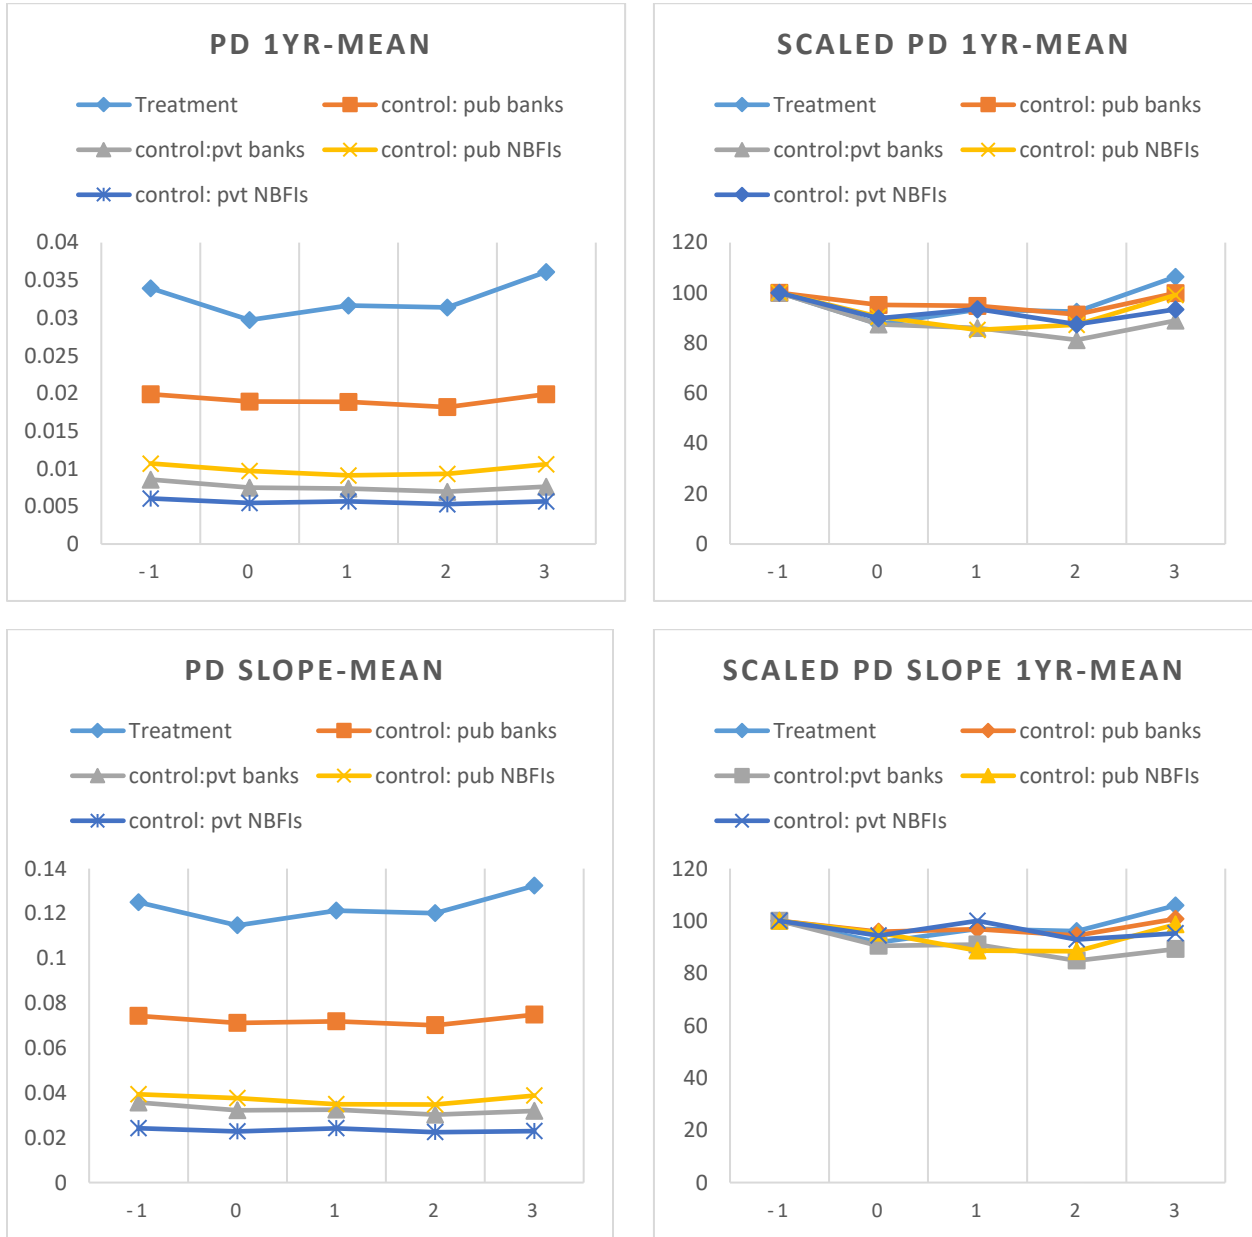 PD 1YR-MEAN
Treatment
control: pub banks
control:pvt banks
control: pub NBFIs
control: pvt NBFIs
0.04
0.035
0.03
0.025
0.02
0.015
0.01
0.005
0
-1 0 1 2 3
SCALED PD 1YR-MEAN
Treatment
control: pub banks
control:pvt banks
control: pub NBFIs
control: pvt NBFIs
120
100
80
60
40
20
0
-1 0 1 2 3
PD SLOPE-MEAN
Treatment
control: pub banks
control:pvt banks
control: pub NBFIs
control: pvt NBFIs
0.14
0.12
0.1
0.08
0.06
0.04
0.02
0
-1 0 1 2 3
SCALED PD SLOPE 1YR-MEAN
Treatment
control: pub banks
control:pvt banks
control: pub NBFIs
control: pvt NBFIs
120
100
80
60
40
20
0
-1 0 1 2 3